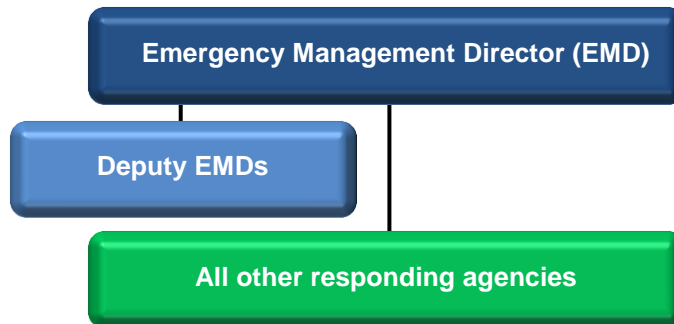 Emergency Management Director (EMD)
Deputy EMDs
All other responding agencies